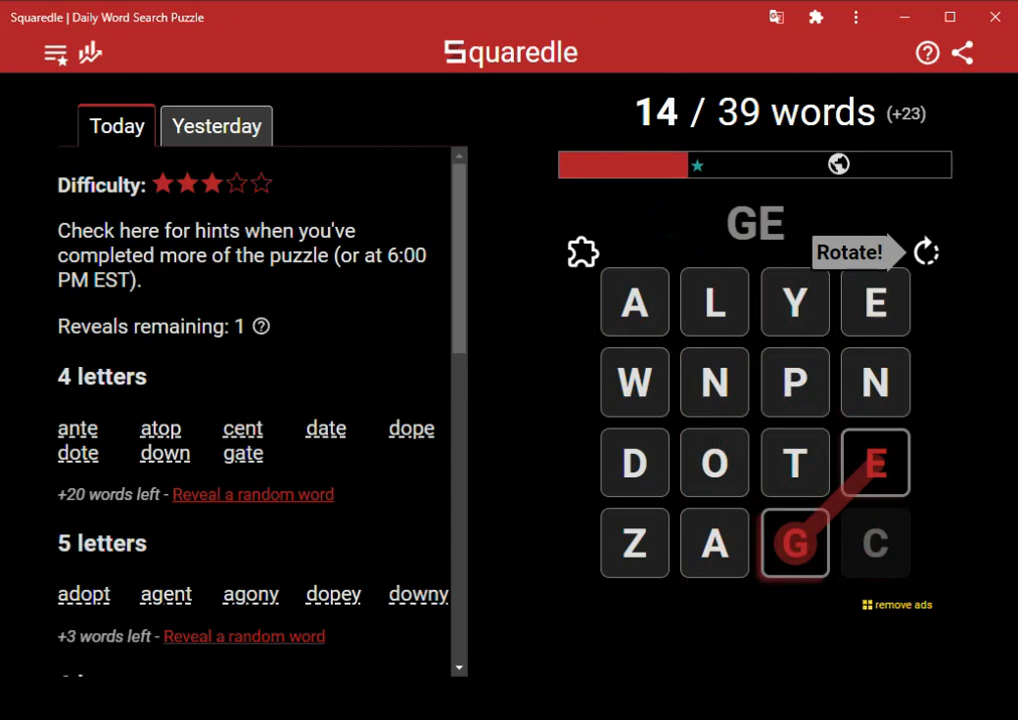 Squaredle | Daily Word Search Puzzle
Squaredle
Today Yesterday
14 / 39 words (+23)
Difficulty:
Check here for hints when you've
completed more of the puzzle (or at 6:00
PM EST).
Reveals remaining: 1
4 letters
ante atop cent date dope
dote down gate
+20 words left - Reveal a random word
5 letters
adopt agent agony dopey downy
+3 words left - Reveal a random word
GE
Rotate!
A L Y E
W N P N
D O T E
Z A G C
remove ads